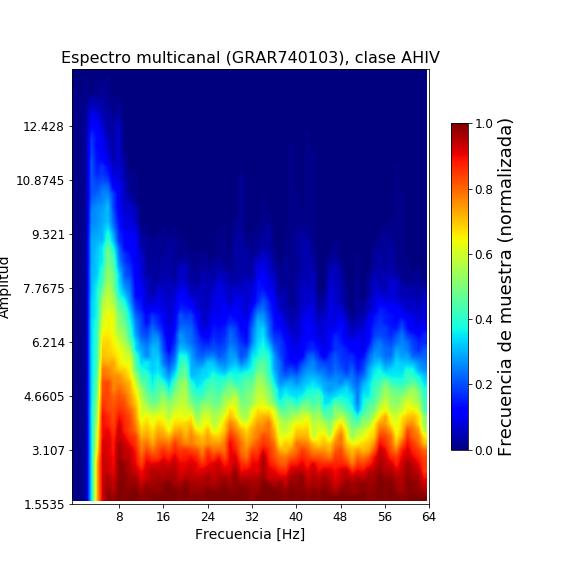 Espectro multicanal (GRAR740103), clase AHIV
Amplitud
12.428
10.8745
9.321
7.7675
6.214
4.6605
3.107
1.5535
8 16 24 32 40 48 56 64
Frecuencia [Hz]
1.0
0.8
0.6
0.4
0.2
0.0
Frecuencia de muestra (normalizada)